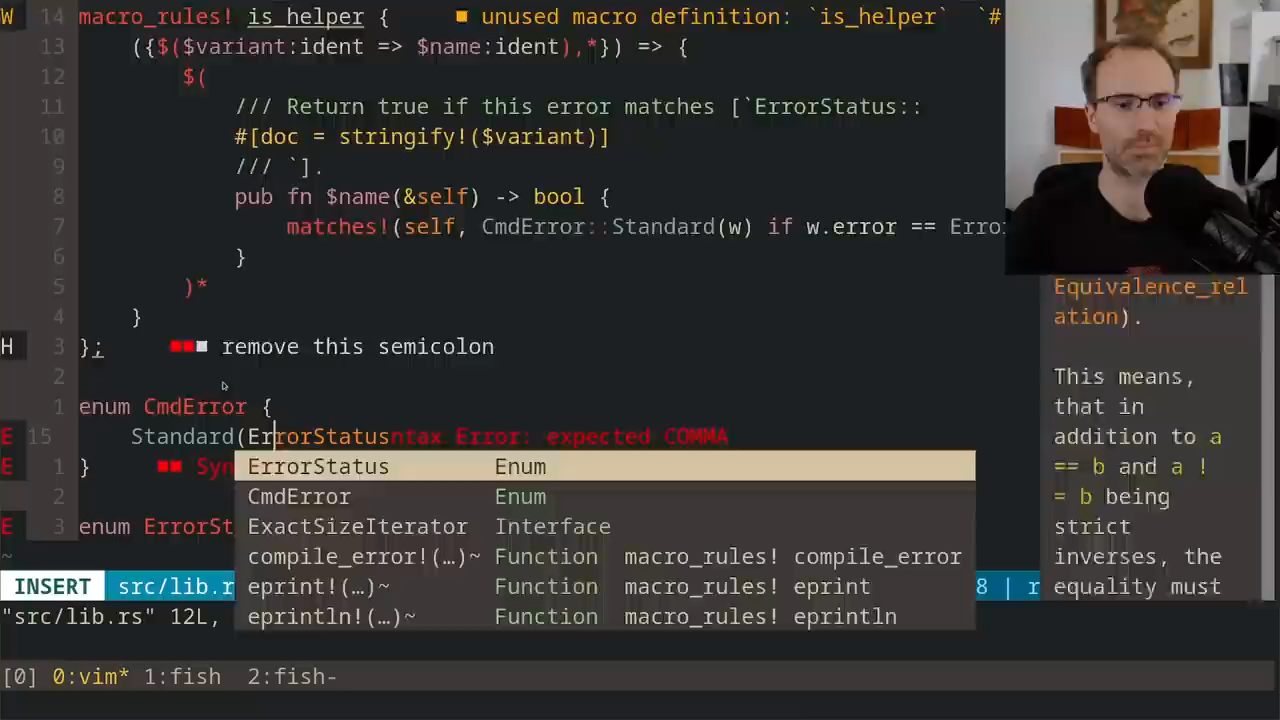 W 14 macro_rules! is_helper { ■ unused macro definition: `is_helper` `#
13 ({$($variant:ident => $name:ident),*}) => {
12 $(
11 /// Return true if this error matches [`ErrorStatus::
10 #[doc = stringify!($variant)]
9 /// `].
8 pub fn $name(&self) -> bool {
7 matches!(self, CmdError::Standard(w) if w.error == Erro
6 }
5 )*
4 }
H 3 }; ■■■ remove this semicolon
2
1 enum CmdError {
E 15 Standard(ErrorStatusntax Error: expected COMMA
E 1 } ■■ Syn
2
E 3 enum ErrorSt
~
ErrorStatus Enum
CmdError Enum
ExactSizeIterator Interface
compile_error!(…)~ Function macro_rules! compile_error
eprint!(…)~ Function macro_rules! eprint
eprintln!(…)~ Function macro_rules! eprintln
Equivalence_rel
ation).
This means,
that in
addition to a
== b and a !
= b being
strict
inverses, the
equality must
INSERT src/lib.r 8 | r
"src/lib.rs" 12L,
[0] 0:vim* 1:fish 2:fish-